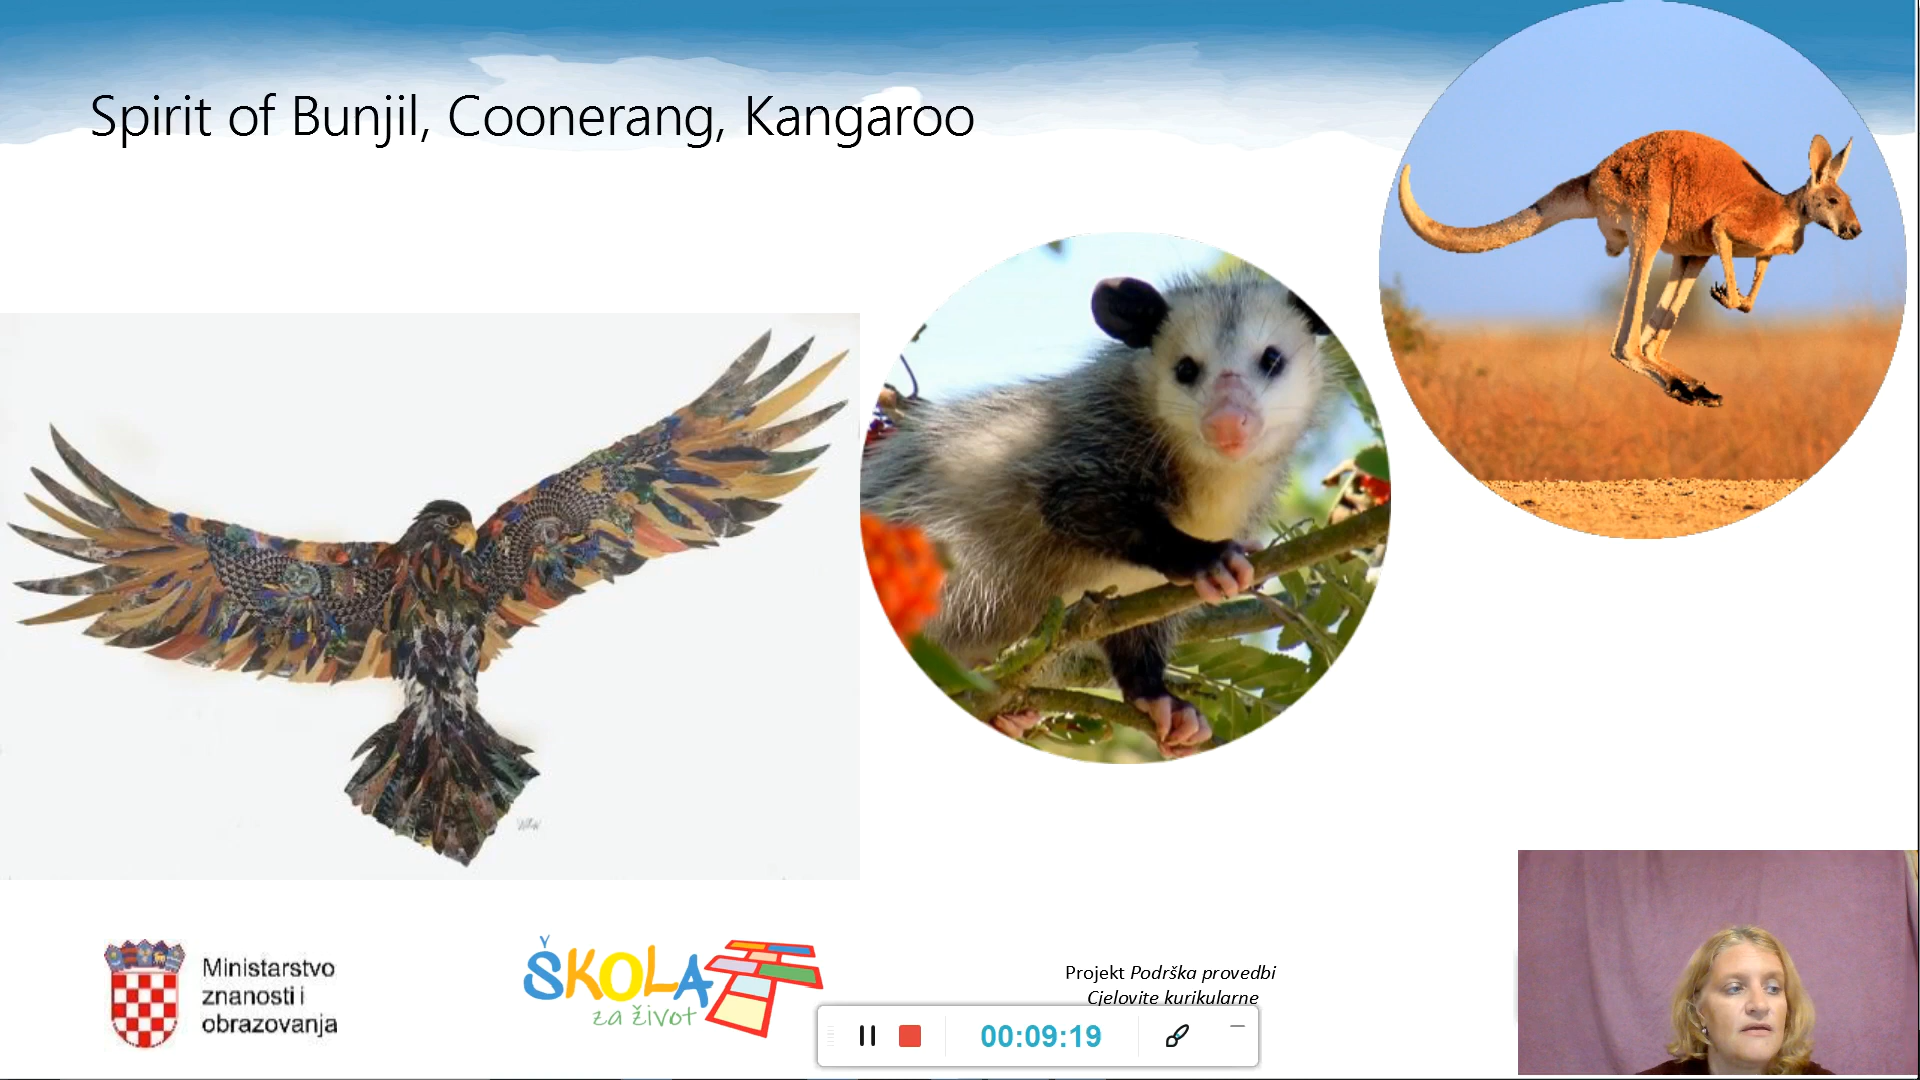 Spirit of Bunjil, Coonerang, Kangaroo
Ministarstvo
znanosti i
obrazovanja
ŠKOLA
za život
Projekt Podrška provedbi
Cjelovite kurikularne
00:09:19